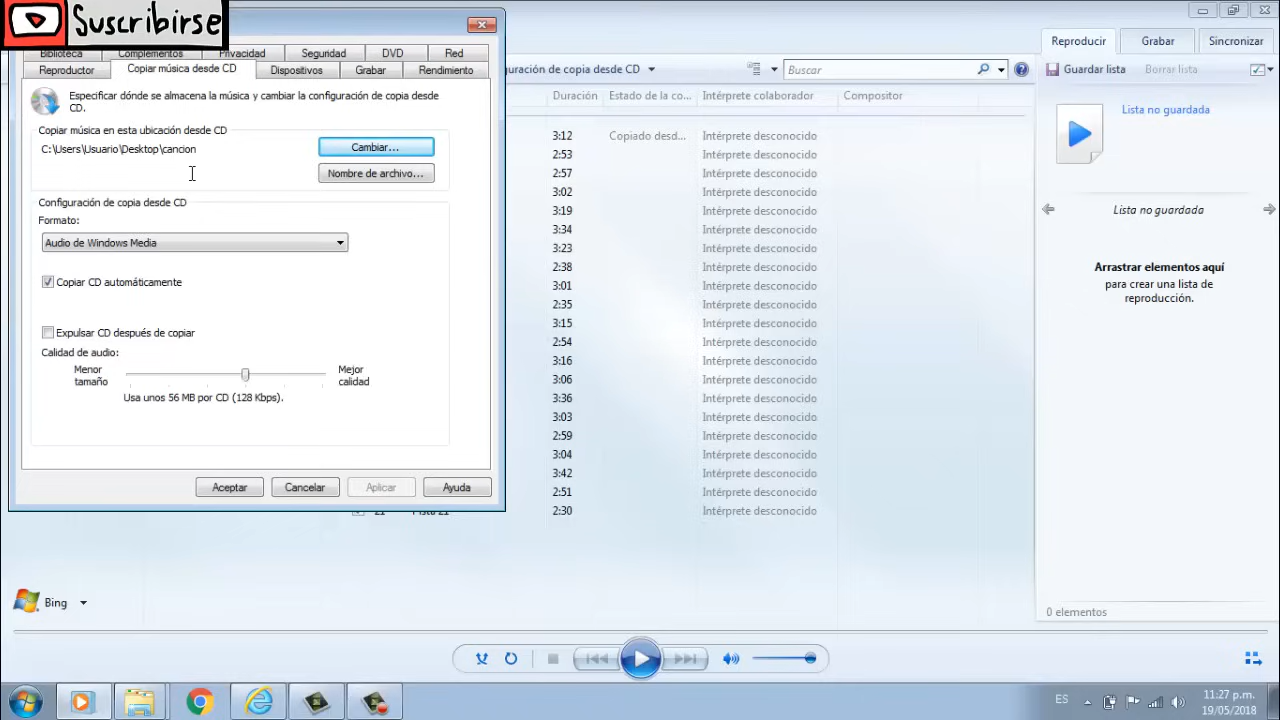 Suscribirse
Biblioteca Complementos Privacidad Seguridad DVD Red
Reproductor Copiar música desde CD Dispositivos Grabar Rendimiento
Especificar dónde se almacena la música y cambiar la configuración de copia desde
CD.
Copiar música en esta ubicación desde CD
C:\Users\Usuario\Desktop\cancion
Cambiar...
Nombre de archivo...
Configuración de copia desde CD
Formato:
Audio de Windows Media
Copiar CD automáticamente
Expulsar CD después de copiar
Calidad de audio:
Menor
tamaño
Mejor
calidad
Usa unos 56 MB por CD (128 Kbps).
Aceptar Cancelar Aplicar Ayuda
de copia desde CD
Buscar
Duración Estado de la co... Intérprete colaborador Compositor
3:12 Copiado desd... Intérprete desconocido
2:53 Intérprete desconocido
2:57 Intérprete desconocido
3:02 Intérprete desconocido
3:19 Intérprete desconocido
3:34 Intérprete desconocido
3:23 Intérprete desconocido
2:38 Intérprete desconocido
3:01 Intérprete desconocido
2:35 Intérprete desconocido
3:15 Intérprete desconocido
2:54 Intérprete desconocido
3:16 Intérprete desconocido
3:06 Intérprete desconocido
3:36 Intérprete desconocido
3:03 Intérprete desconocido
2:59 Intérprete desconocido
3:04 Intérprete desconocido
3:42 Intérprete desconocido
2:51 Intérprete desconocido
21 Pista 21 2:30 Intérprete desconocido
Reproducir Grabar Sincronizar
Guardar lista Borrar lista
Lista no guardada
Lista no guardada
Arrastrar elementos aquí
para crear una lista de
reproducción.
0 elementos
Bing
ES
11:27 p.m.
19/05/2018